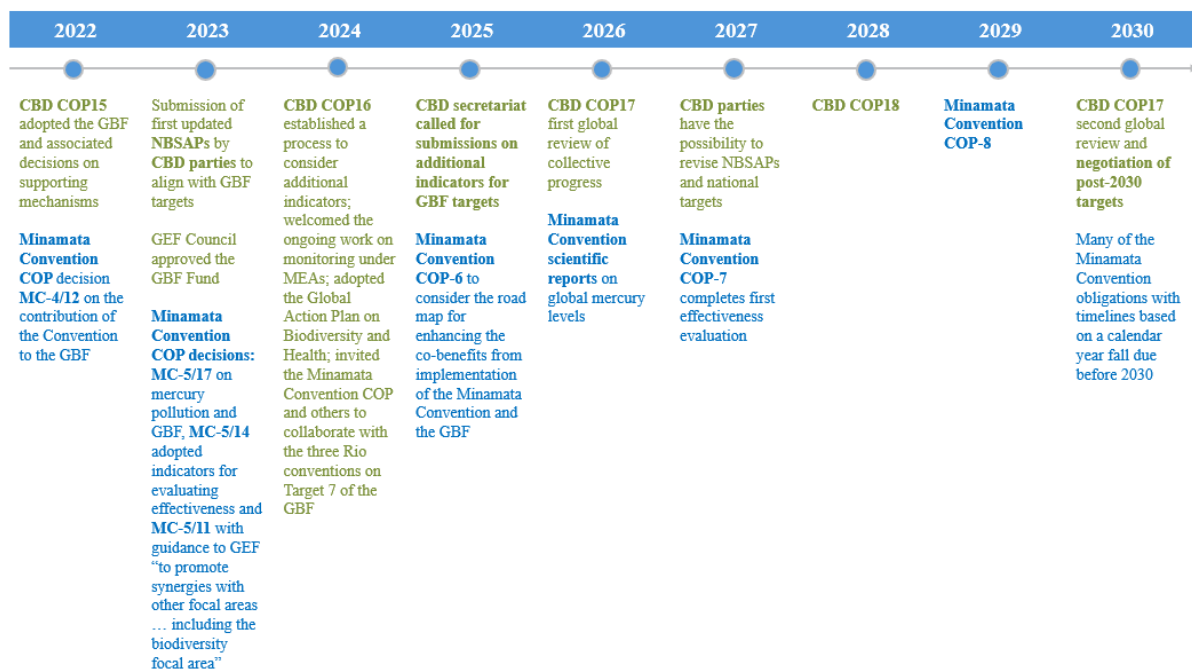 2022
2023
2024
2025
2026
2027
2028
2029
2030
CBD COP15
adopted the GBF
and associated
decisions on
supporting
mechanisms
Minamata
Convention
COP decision
MC-4/12 on the
contribution of
the Convention
to the GBF
Submission of
first updated
NBSAPs by
CBD parties to
align with GBF
targets
GEF Council
approved the
GBF Fund
Minamata
Convention
COP decisions:
MC-5/17 on
mercury
pollution and
GBF, MC-5/14
adopted
indicators for
evaluating
effectiveness and
MC-5/11 with
guidance to GEF
“to promote
synergies with
other focal areas
… including the
biodiversity
focal area”
CBD COP16
established a
process to
consider
additional
indicators;
welcomed the
ongoing work on
monitoring under
MEAs; adopted
the Global
Action Plan on
Biodiversity and
Health; invited
the Minamata
Convention COP
and others to
collaborate with
the three Rio
conventions on
Target 7 of the
GBF
CBD secretariat
called for
submissions on
additional
indicators for
GBF targets
Minamata
Convention
COP-6 to
consider the road
map for
enhancing the
co-benefits from
implementation
of the Minamata
Convention and
the GBF
CBD COP17
first global
review of
collective
progress
Minamata
Convention
scientific
reports on
global mercury
levels
CBD parties
have the
possibility to
revise NBSAPs
and national
targets
Minamata
Convention
COP-7
completes first
effectiveness
evaluation
CBD COP18
Minamata
Convention
COP-8
CBD COP17
second global
review and
negotiation of
post-2030
targets
Many of the
Minamata
Convention
obligations with
timelines based
on a calendar
year fall due
before 2030